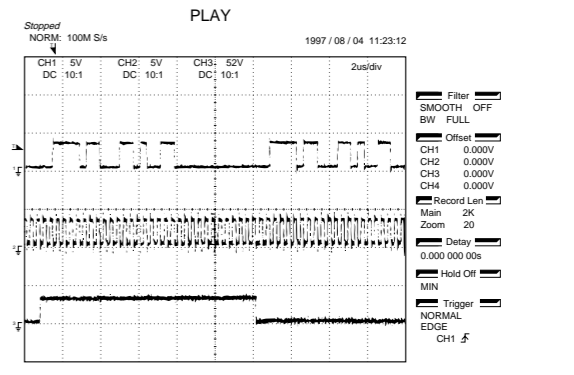 PLAY
Stopped
NORM: 100M S/s
1997 / 08 / 04 11:23:12
CH1 5V
DC 10:1
CH2 5V
DC 10:1
CH3 52V
DC 10:1
2us/div
Filter
SMOOTH OFF
BW FULL
Offset
CH1 0.000V
CH2 0.000V
CH3 0.000V
CH4 0.000V
Record Len
Main 2K
Zoom 20
Delay
0.000 000 00s
Hold Off
MIN
Trigger
NORMAL
EDGE
CH1